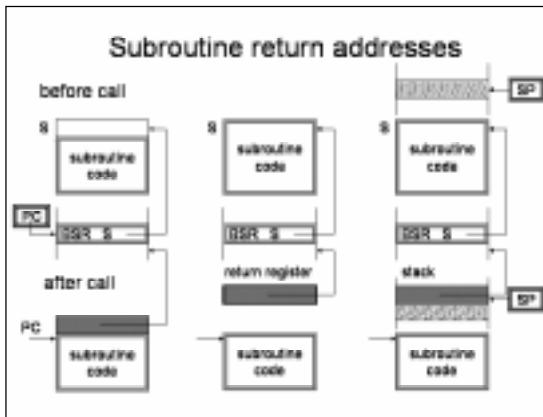 Subroutine return addresses
before call
SP
S
S
S
subroutine
code
subroutine
code
subroutine
code
PC
BSR S
BSR S
BSR S
after call
return register
stack
SP
PC
subroutine
code
subroutine
code
subroutine
code